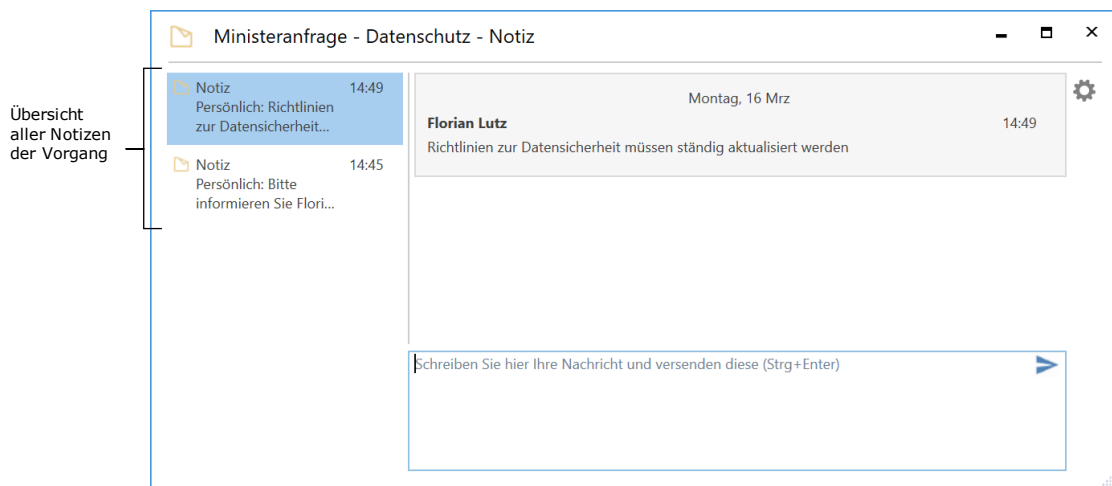 Ministeranfrage - Datenschutz - Notiz
Übersicht
aller Notizen
der Vorgang
Notiz 14:49
Persönlich: Richtlinien
zur Datensicherheit...
Notiz 14:45
Persönlich: Bitte
informieren Sie Flori...
Montag, 16 Mrz
Florian Lutz 14:49
Richtlinien zur Datensicherheit müssen ständig aktualisiert werden
Schreiben Sie hier Ihre Nachricht und versenden diese (Strg+Enter)